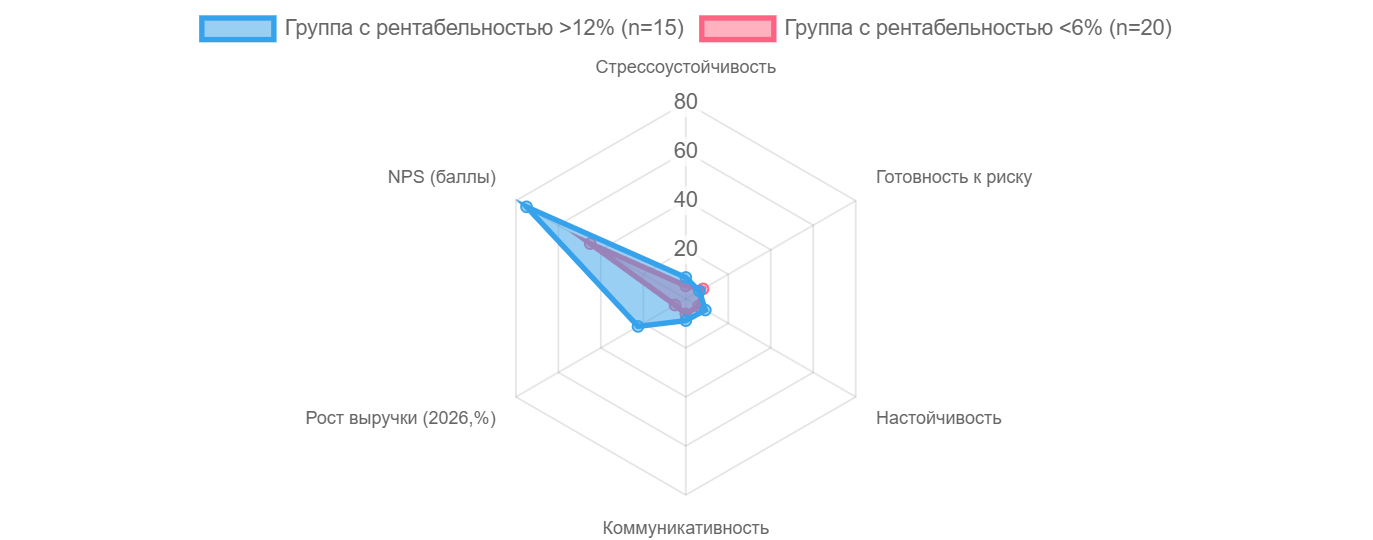 Группа с рентабельностью >12% (n=15) Группа с рентабельностью <6% (n=20)
Стрессоустойчивость
80
60
40
20
NPS (баллы)
Готовность к риску
Рост выручки (2026,%)
Настойчивость
Коммуникативность